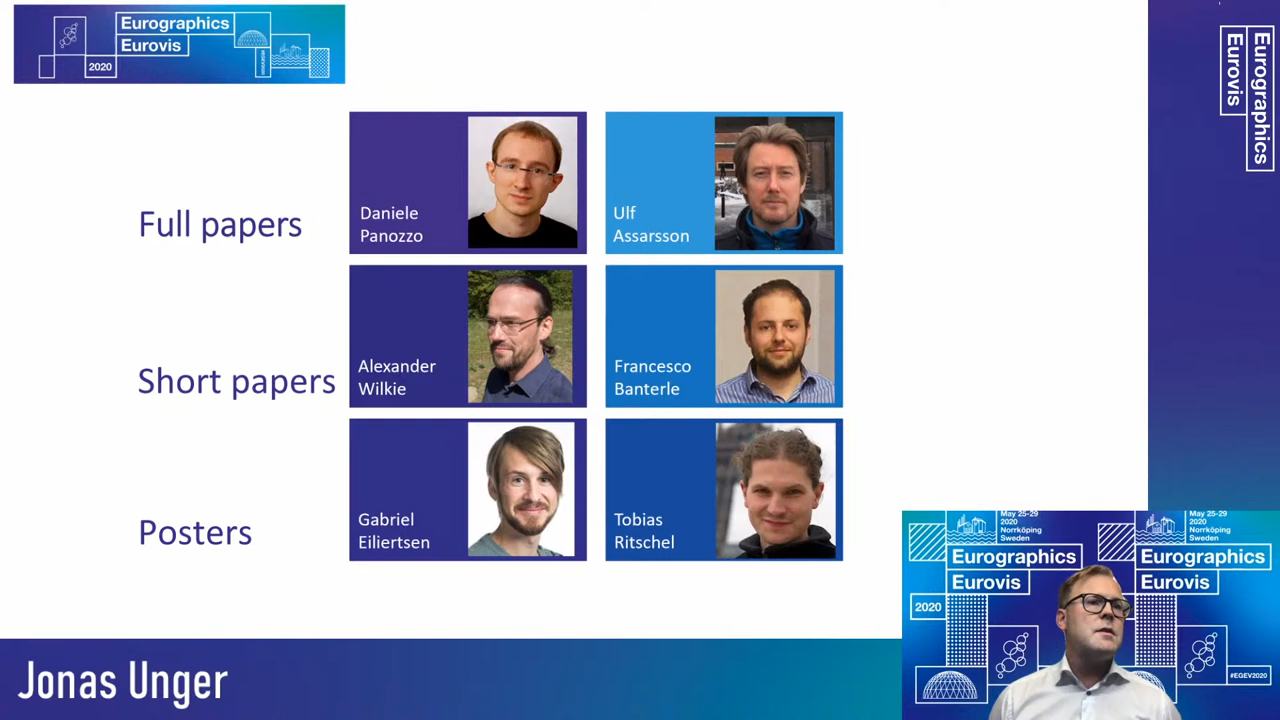 Eurographics
Eurovis
2020
Eurographics
Eurovis
Full papers
Daniele
Panozzo
Ulf
Assarsson
Short papers
Alexander
Wilkie
Francesco
Banterle
Posters
Gabriel
Eiliertsen
Tobias
Ritschel
May 25-29
2020
Norrköping
Sweden
Eurographics
Eurovis
2020
May 25-29
2020
Norrköping
Sweden
Eurographics
Eurovis
#EGEV2020
Jonas Unger